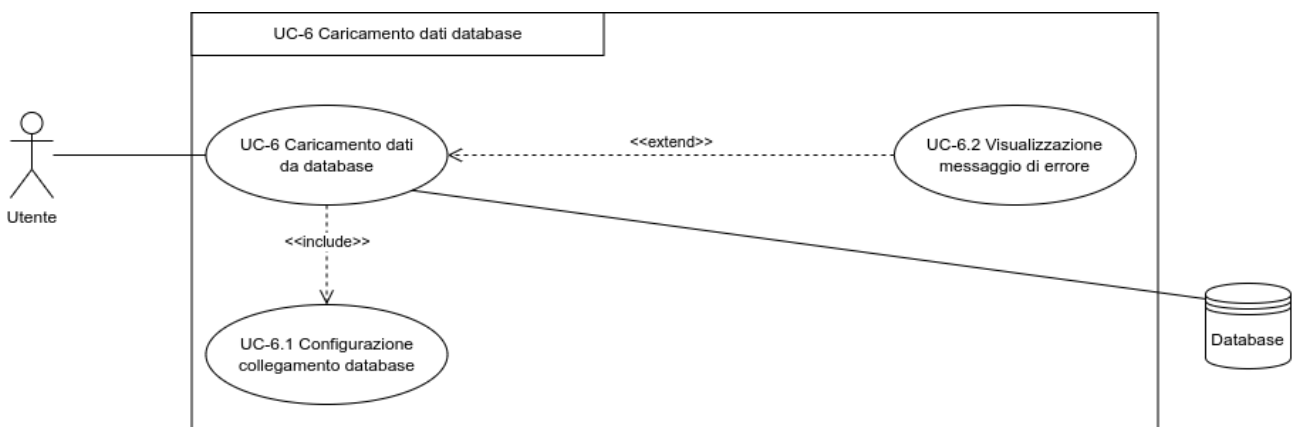 UC-6 Caricamento dati database
UC-6 Caricamento dati
da database
<<extend>>
UC-6.2 Visualizzazione
messaggio di errore
Utente
<<include>>
UC-6.1 Configurazione
collegamento database
Database